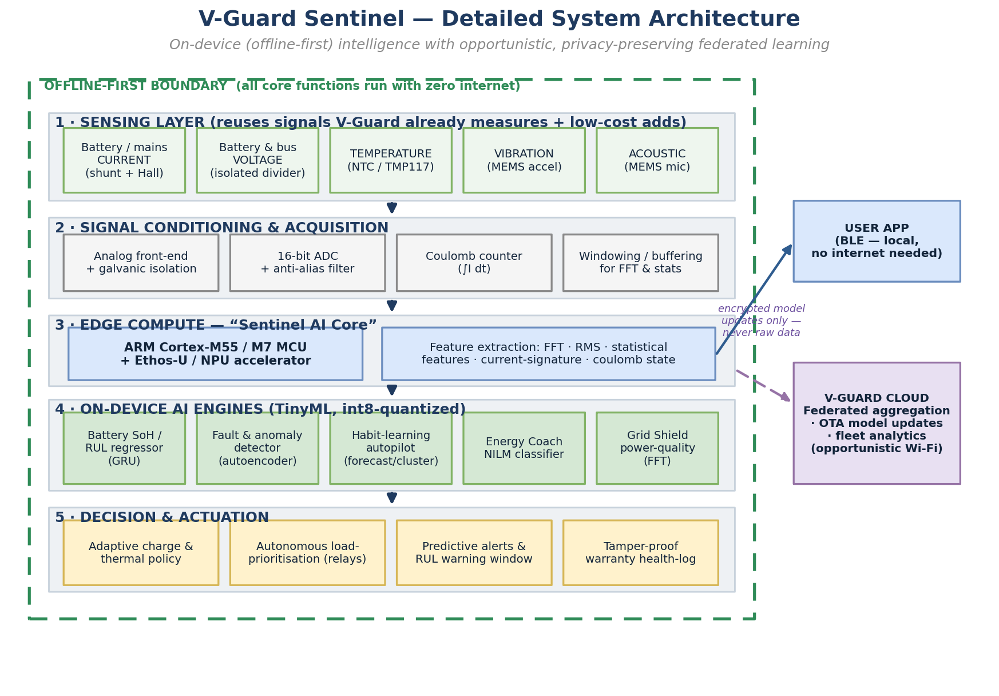 V-Guard Sentinel — Detailed System Architecture
On-device (offline-first) intelligence with opportunistic, privacy-preserving federated learning
OFFLINE-FIRST BOUNDARY (all core functions run with zero internet)
1 · SENSING LAYER (reuses signals V-Guard already measures + low-cost adds)
Battery / mains
CURRENT
(shunt + Hall)
Battery & bus
VOLTAGE
(isolated divider)
TEMPERATURE
(NTC / TMP117)
VIBRATION
(MEMS accel)
ACOUSTIC
(MEMS mic)
2 · SIGNAL CONDITIONING & ACQUISITION
Analog front-end
+ galvanic isolation
16-bit ADC
+ anti-alias filter
Coulomb counter
(∫I dt)
Windowing / buffering
for FFT & stats
3 · EDGE COMPUTE — “Sentinel AI Core”
ARM Cortex-M55 / M7 MCU
+ Ethos-U / NPU accelerator
Feature extraction: FFT · RMS · statistical
features · current-signature · coulomb state
4 · ON-DEVICE AI ENGINES (TinyML, int8-quantized)
Battery SoH /
RUL regressor
(GRU)
Fault & anomaly
detector
(autoencoder)
Habit-learning
autopilot
(forecast/cluster)
Energy Coach
NILM classifier
Grid Shield
power-quality
(FFT)
5 · DECISION & ACTUATION
Adaptive charge &
thermal policy
Autonomous load-
prioritisation (relays)
Predictive alerts &
RUL warning window
Tamper-proof
warranty health-log
USER APP
(BLE — local,
no internet needed)
encrypted model
updates only —
never raw data
V-GUARD CLOUD
Federated aggregation
· OTA model updates
· fleet analytics
(opportunistic Wi-Fi)